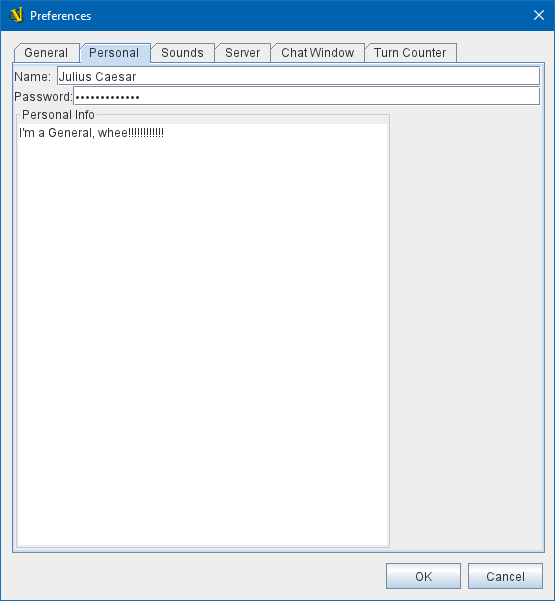 Preferences
General Personal Sounds Server Chat Window Turn Counter
Name: Julius Caesar
Password: •••••••••••••
Personal Info
I'm a General, whee!!!!!!!!!!!!
OK Cancel